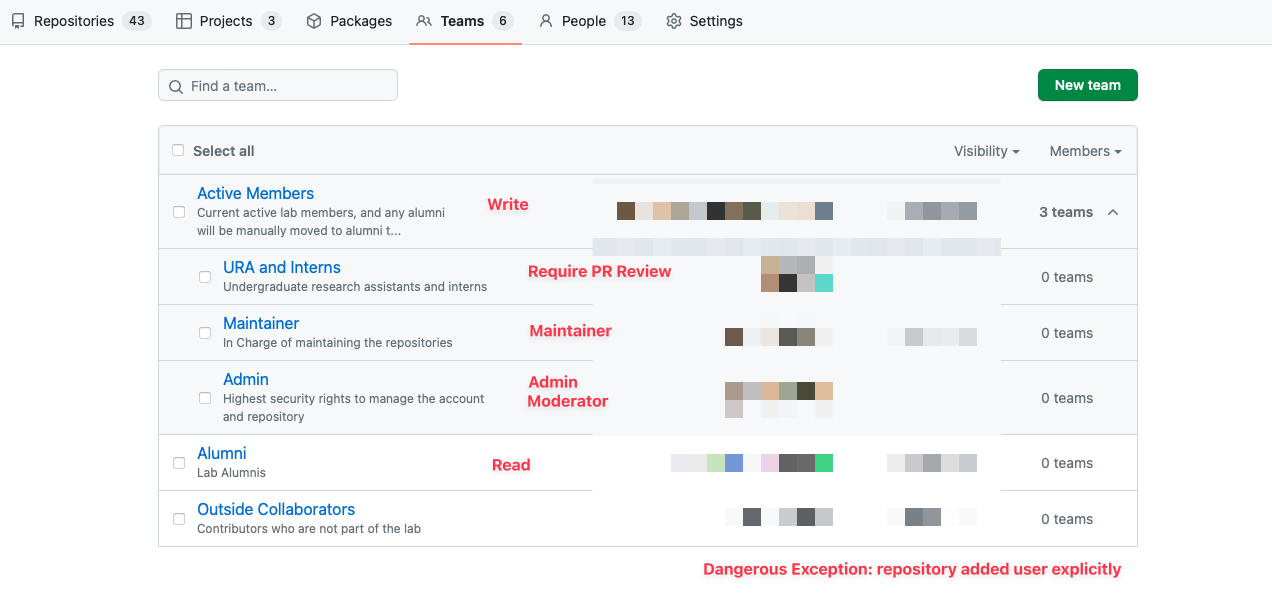 Repositories 43 Projects 3 Packages Teams 6 People 13 Settings
Find a team... New team
Select all Visibility Members
Active Members
Current active lab members, and any alumni
will be manually moved to alumni t...
Write
3 teams
URA and Interns
Undergraduate research assistants and interns
Require PR Review
0 teams
Maintainer
In Charge of maintaining the repositories
Maintainer
0 teams
Admin
Highest security rights to manage the account
and repository
Admin
Moderator
0 teams
Alumni
Lab Alumnis
Read
0 teams
Outside Collaborators
Contributors who are not part of the lab
0 teams
Dangerous Exception: repository added user explicitly